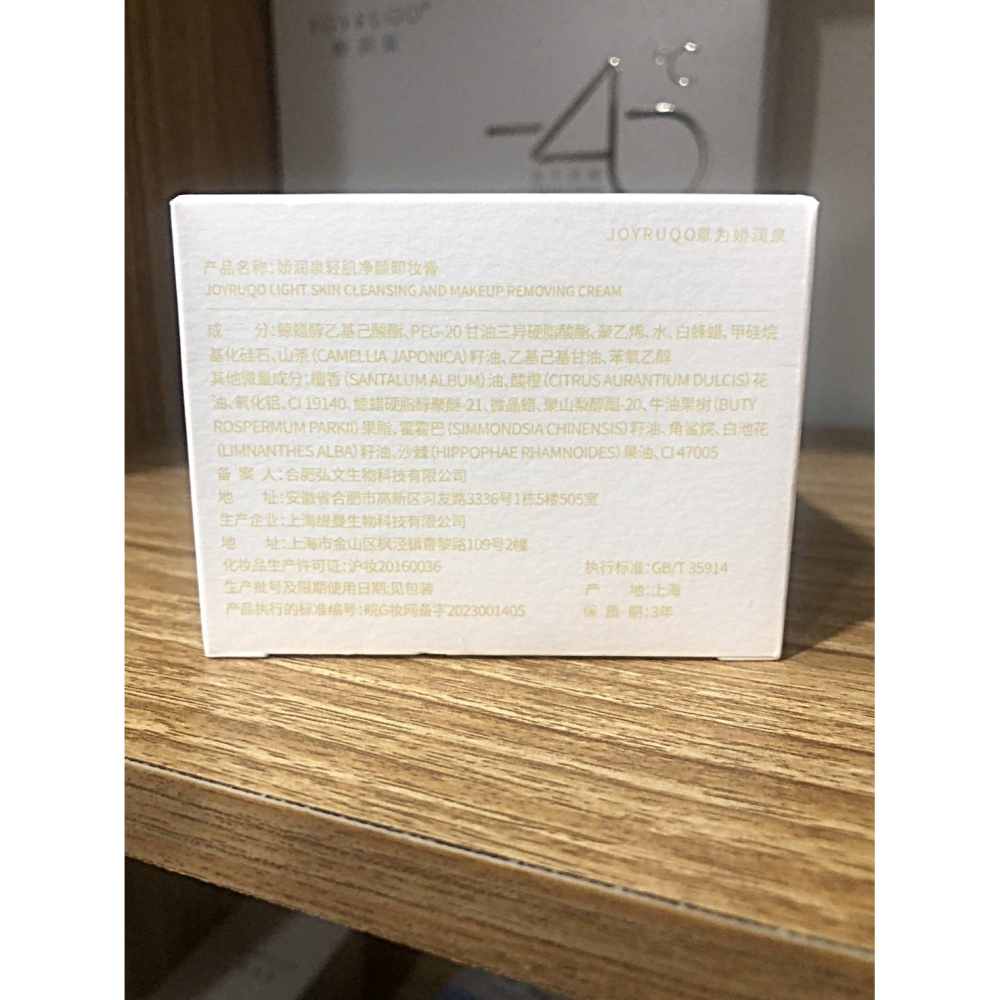 JOYRUQO
-45
℃
JOYRUQO意为娇润泉
产品名称:娇润泉轻肌净颜卸妆膏
JOYRUQO LIGHT SKIN CLEANSING AND MAKEUP REMOVING CREAM
成 分:鲸蜡醇乙基己酸酯、PEG-20 甘油三异硬脂酸酯、聚乙烯、水、白蜂蜡、甲硅烷
基化硅石、山茶(CAMELLIA JAPONICA)籽油、乙基己基甘油、苯氧乙醇
其他微量成分:檀香(SANTALUM ALBUM)油、酸橙(CITRUS AURANTIUM DULCIS)花
油、氧化铝、CI 19140、鲸蜡硬脂醇聚醚-21、微晶蜡、聚山梨醇酯-20、牛油果树(BUTY
ROSPERMUM PARKII)果脂、霍霍巴(SIMMONDSIA CHINENSIS)籽油、角鲨烷、白池花
(LIMNANTHES ALBA)籽油、沙棘(HIPPOPHAE RHAMNOIDES)果油、CI 47005
备 案 人:合肥弘文生物科技有限公司
地 址:安徽省合肥市高新区习友路3336号1栋5楼505室
生产企业:上海缇曼生物科技有限公司
地 址:上海市金山区枫泾镇曹黎路109号2幢
化妆品生产许可证:沪妆20160036 执行标准:GB/T 35914
生产批号及限期使用日期:见包装 产 地:上海
产品执行的标准编号:皖G妆网备字2023001405 保 质 期:3年